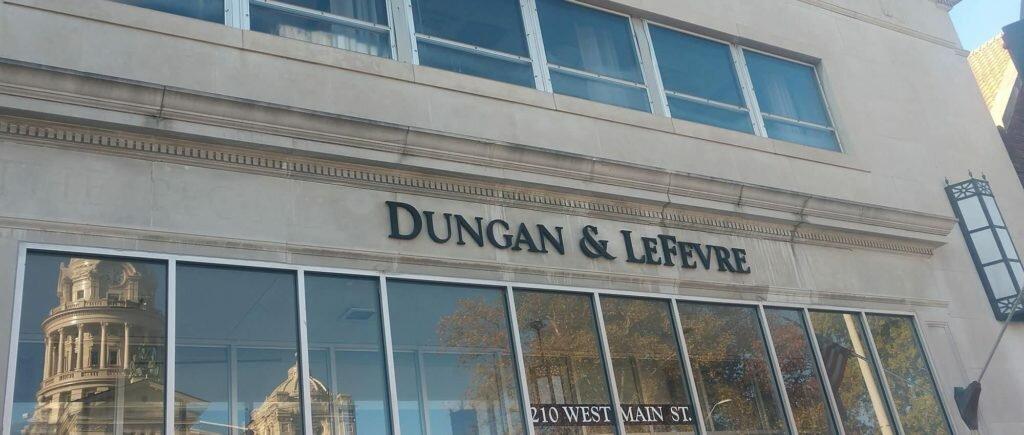 DUNGAN & LEFEVRE
210 WEST MAIN ST.